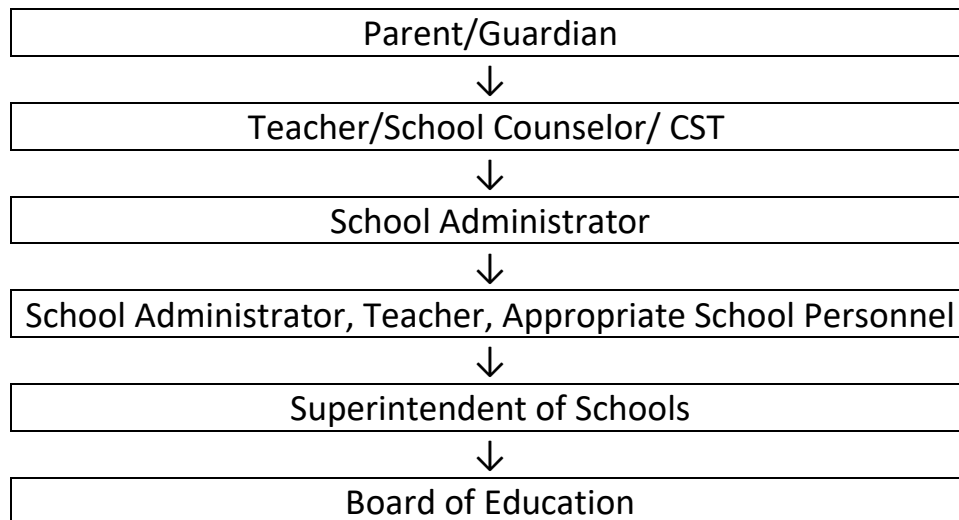 Parent/Guardian
↓
Teacher/School Counselor/ CST
↓
School Administrator
↓
School Administrator, Teacher, Appropriate School Personnel
↓
Superintendent of Schools
↓
Board of Education